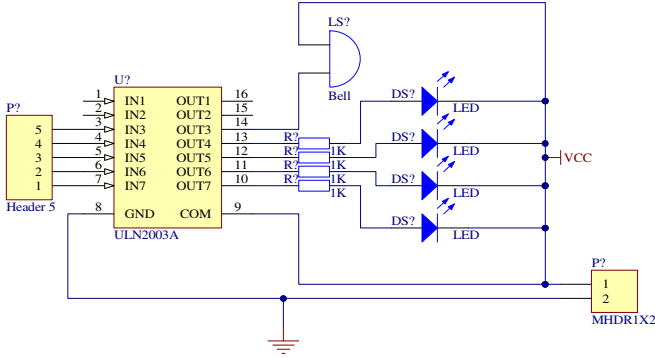 LS?
Bell
U?
P?
1 IN1 OUT1 16
2 IN2 OUT2 15
3 IN3 OUT3 14
4 IN4 OUT4 13
5 IN5 OUT5 12
6 IN6 OUT6 11
7 IN7 OUT7 10
8 GND COM 9
ULN2003A
5
4
3
2
1
Header 5
R?
R? 1K
R? 1K
R? 1K
1K
DS? LED
DS? LED
DS? LED
DS? LED
VCC
P?
1
2
MHDR1X2